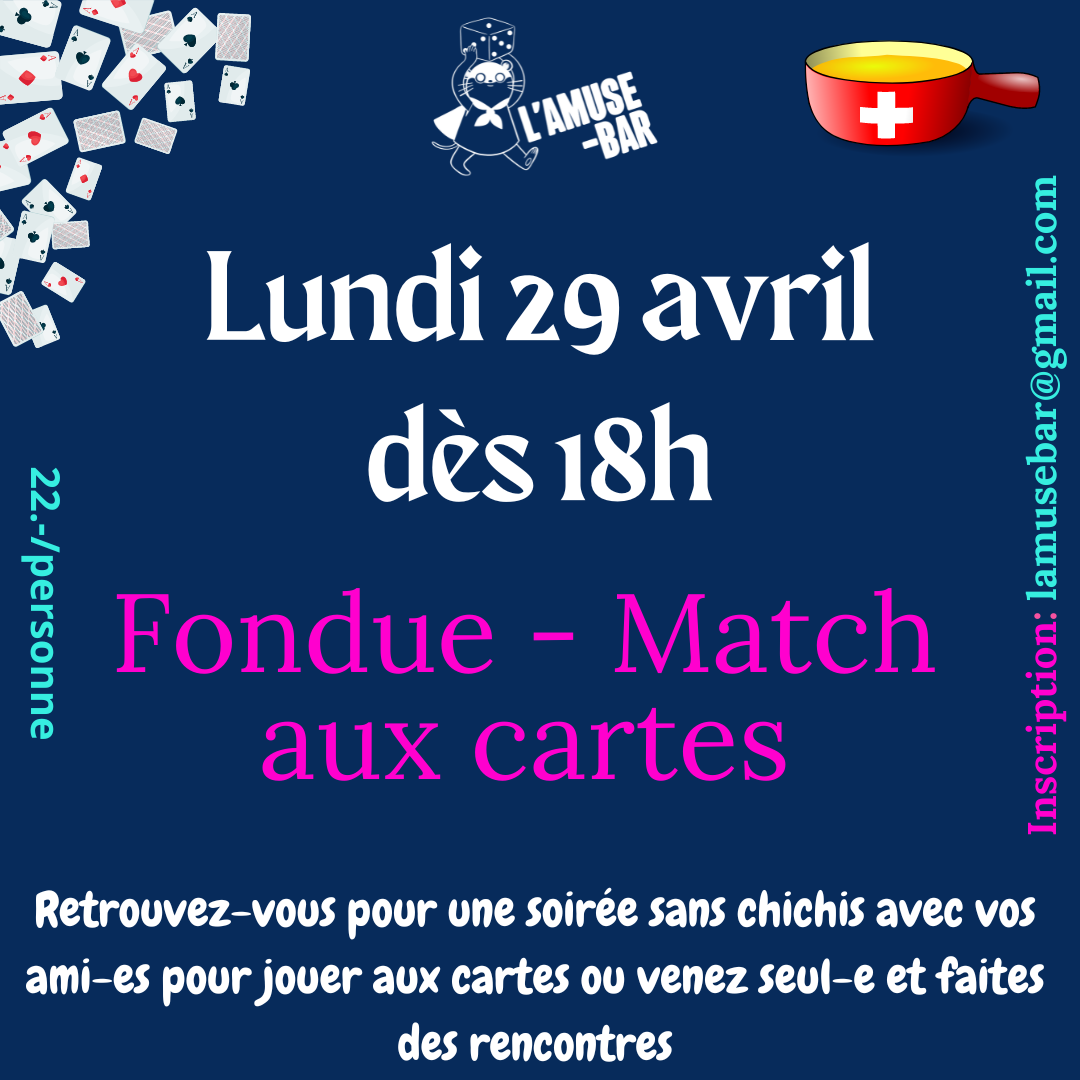 L'AMUSE
-BAR
Lundi 29 avril
dès 18h
22.-/personne
Fondue - Match
aux cartes
Inscription: lamusebar@gmail.com
Retrouvez-vous pour une soirée sans chichis avec vos
ami-es pour jouer aux cartes ou venez seul-e et faites
des rencontres